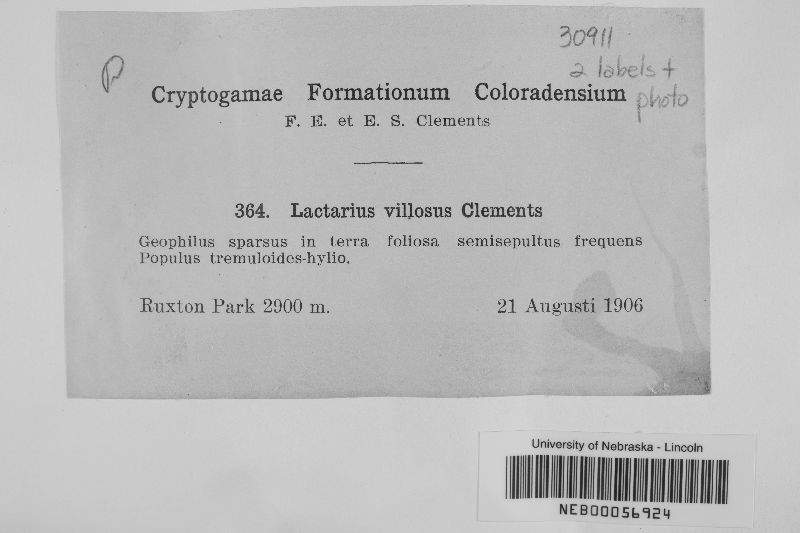 30911
2 labels +
photo
P
Cryptogamae Formationum Coloradensium
F. E. et E. S. Clements
364. Lactarius villosus Clements
Geophilus sparsus in terra foliosa semisepultus frequens
Populus tremuloides-hylio.
Ruxton Park 2900 m. 21 Augusti 1906
University of Nebraska - Lincoln
NEB00056924